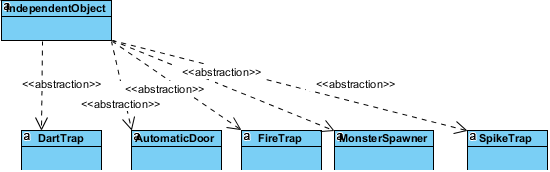 a
IndependentObject
<<abstraction>>
<<abstraction>>
<<abstraction>>
<<abstraction>>
<<abstraction>>
a
DartTrap
a
AutomaticDoor
a
FireTrap
a
MonsterSpawner
a
SpikeTrap